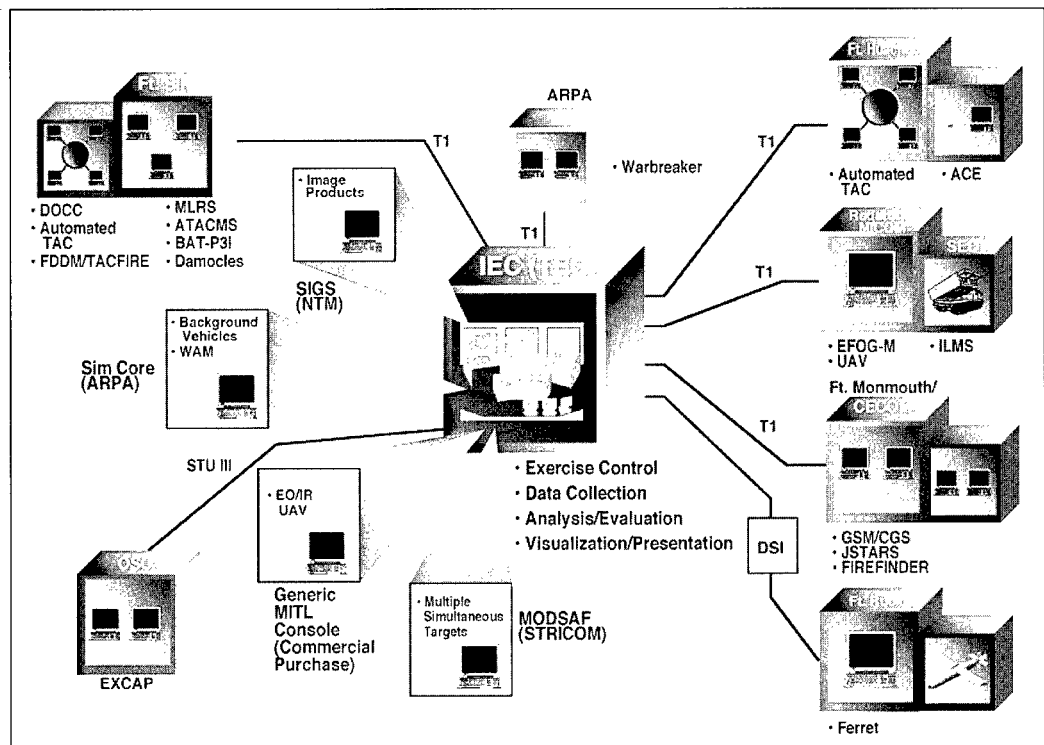 ARPA
T1
T1
• Warbreaker
T1
• Automated
TAC
• ACE
• DOCC
• Automated
TAC
• FDDM/TACFIRE
• MLRS
• ATACMS
• BAT-P3I
• Damocles
• Image
Products
SIGS
(NTM)
T1
• EFOG-M
• UAV
• ILMS
• Background
Vehicles
• WAM
Sim Core
(ARPA)
Ft. Monmouth/
CECOM
T1
• GSM/CGS
• JSTARS
• FIREFINDER
STU III
• Exercise Control
• Data Collection
• Analysis/Evaluation
• Visualization/Presentation
DSI
• EO/IR
UAV
Generic
MITL
Console
(Commercial
Purchase)
• Multiple
Simultaneous
Targets
MODSAF
(STRICOM)
EXCAP
• Ferret